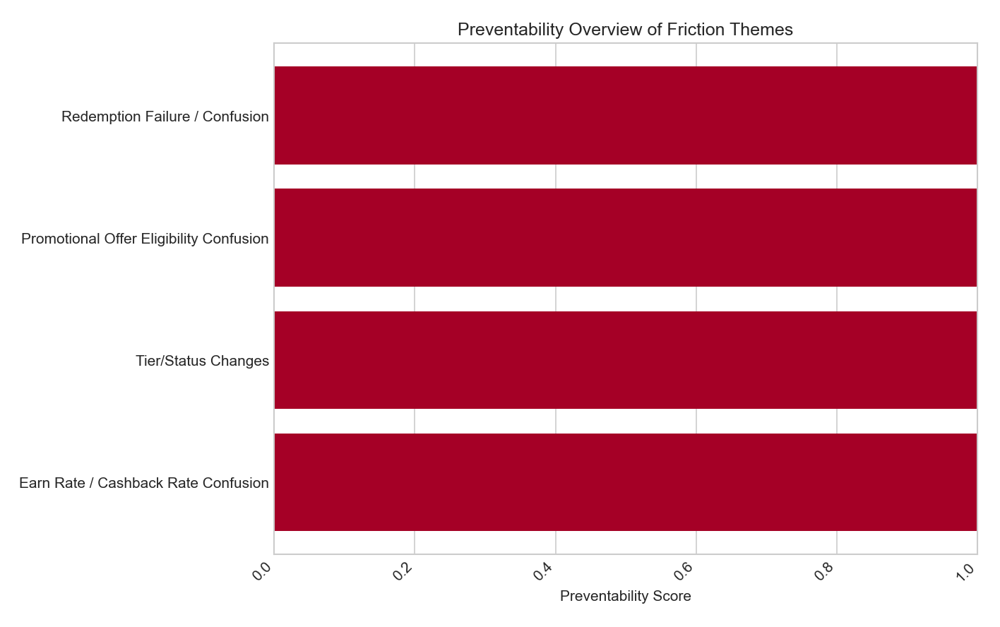 Preventability Overview of Friction Themes
Redemption Failure / Confusion
Promotional Offer Eligibility Confusion
Tier/Status Changes
Earn Rate / Cashback Rate Confusion
0.0
0.2
0.4
0.6
0.8
1.0
Preventability Score